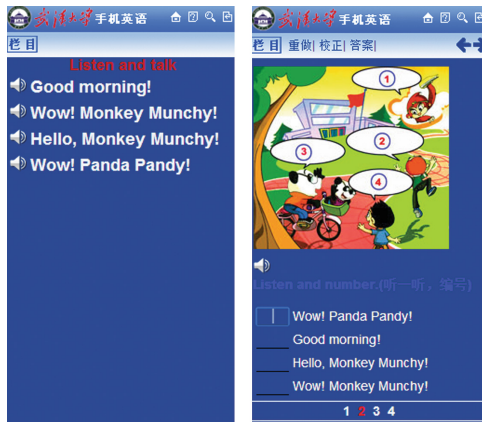 武汉大学手机英语
栏目
Listen and talk
Good morning!
Wow! Monkey Munchy!
Hello, Monkey Munchy!
Wow! Panda Pandy!
武汉大学手机英语
栏目 重做| 校正| 答案|
1
2
3
4
Listen and number.(听一听，编号)
Wow! Panda Pandy!
Good morning!
Hello, Monkey Munchy!
Wow! Monkey Munchy!
1 2 3 4